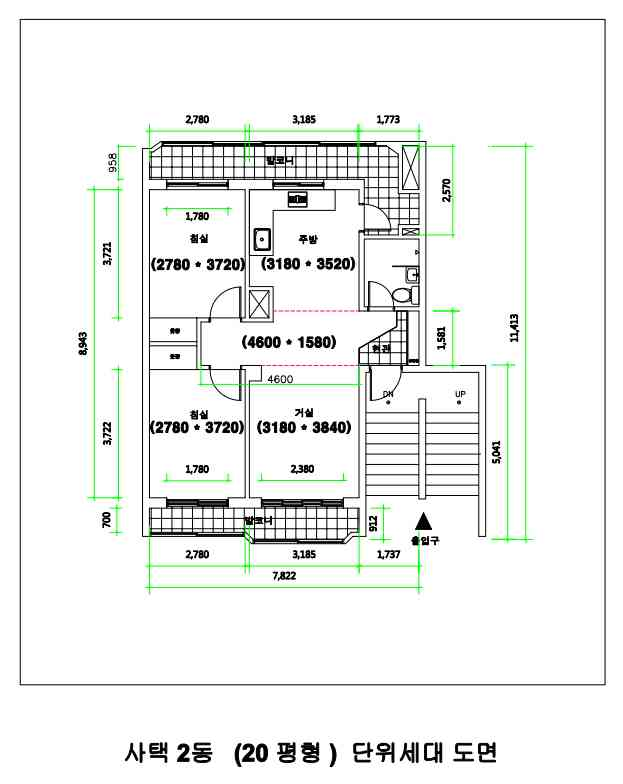 2,780 3,185 1,773
958
발코니
2,570
1,780
침실
(2780 * 3720)
주방
(3180 * 3520)
3,721
11,413
8,943
(4600 * 1580)
1,581
현관
4600
DN UP
침실
(2780 * 3720)
거실
(3180 * 3840)
3,722
5,041
1,780 2,380
700
발코니
912
출입구
2,780 3,185 1,737
7,822
사택 2동 (20 평형 ) 단위세대 도면